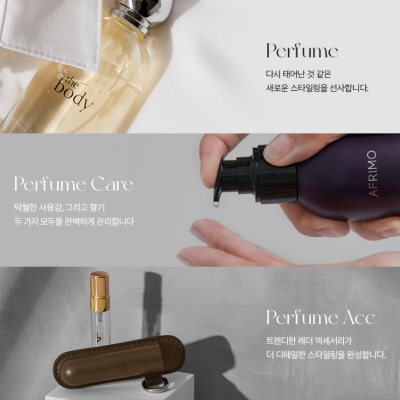 Perfume
다시 태어난 것 같은
새로운 스타일링을 선사합니다.
the
body
Perfume Care
탁월한 사용감, 그리고 향기
두 가지 모두를 완벽하게 관리합니다
AFRIMO
Perfume Acc
트렌디한 레더 액세서리가
더 디테일한 스타일링을 완성합니다.